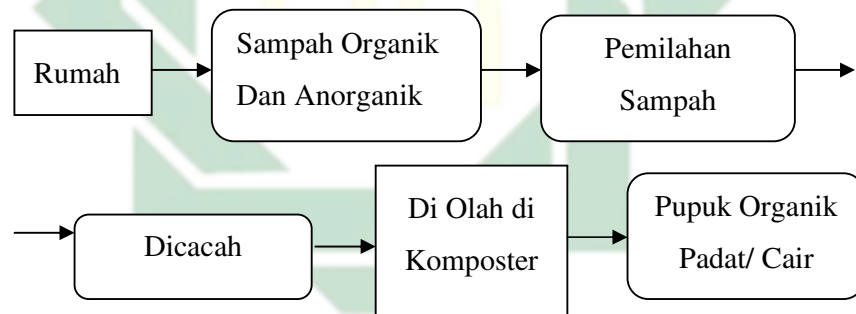 Rumah
Sampah Organik
Dan Anorganik
Pemilahan
Sampah
Dicacah
Di Olah di
Komposter
Pupuk Organik
Padat/ Cair